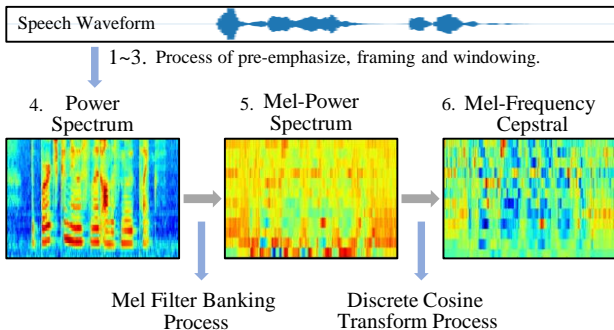 Speech Waveform
1~3. Process of pre-emphasize, framing and windowing.
4. Power
Spectrum
5. Mel-Power
Spectrum
6. Mel-Frequency
Cepstral
Mel Filter Banking
Process
Discrete Cosine
Transform Process